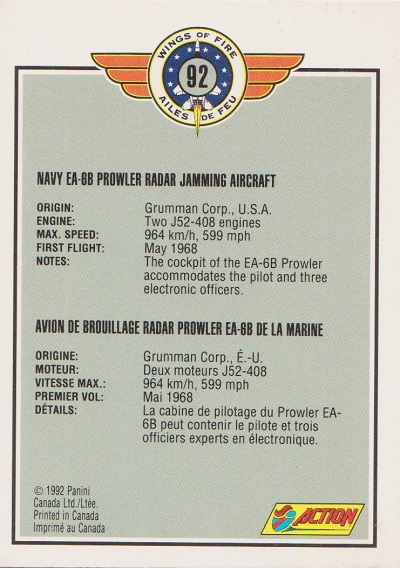 WINGS OF FIRE
92
AILES DE FEU
NAVY EA-6B PROWLER RADAR JAMMING AIRCRAFT
ORIGIN: Grumman Corp., U.S.A.
ENGINE: Two J52-408 engines
MAX. SPEED: 964 km/h, 599 mph
FIRST FLIGHT: May 1968
NOTES: The cockpit of the EA-6B Prowler
accommodates the pilot and three
electronic officers.
AVION DE BROUILLAGE RADAR PROWLER EA-6B DE LA MARINE
ORIGINE: Grumman Corp., É.-U.
MOTEUR: Deux moteurs J52-408
VITESSE MAX.: 964 km/h, 599 mph
PREMIER VOL: Mai 1968
DÉTAILS: La cabine de pilotage du Prowler EA-
6B peut contenir le pilote et trois
officiers experts en électronique.
© 1992 Panini
Canada Ltd./Ltée.
Printed in Canada
Imprimé au Canada
ACTION